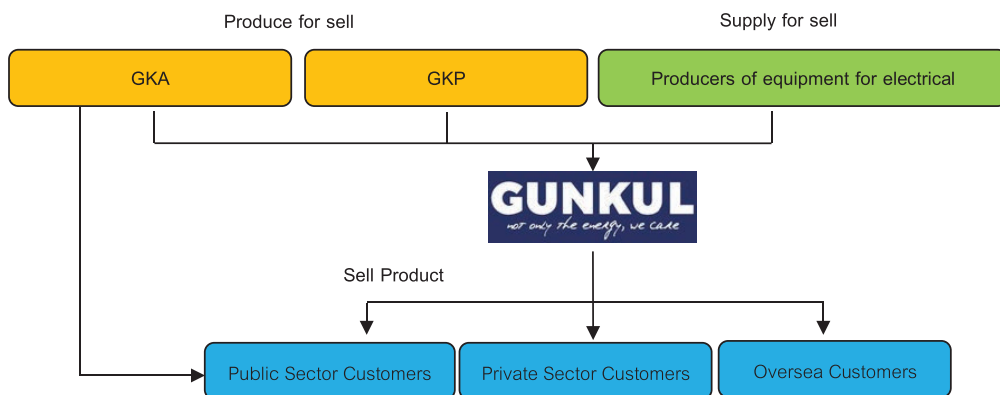 Produce for sell
Supply for sell
GKA
GKP
Producers of equipment for electrical
GUNKUL
not only the energy, we care
Sell Product
Public Sector Customers
Private Sector Customers
Oversea Customers